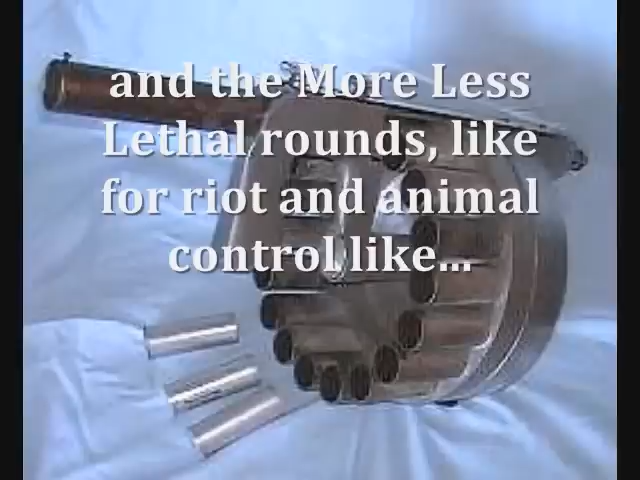 and the More Less
Lethal rounds, like
for riot and animal
control like...